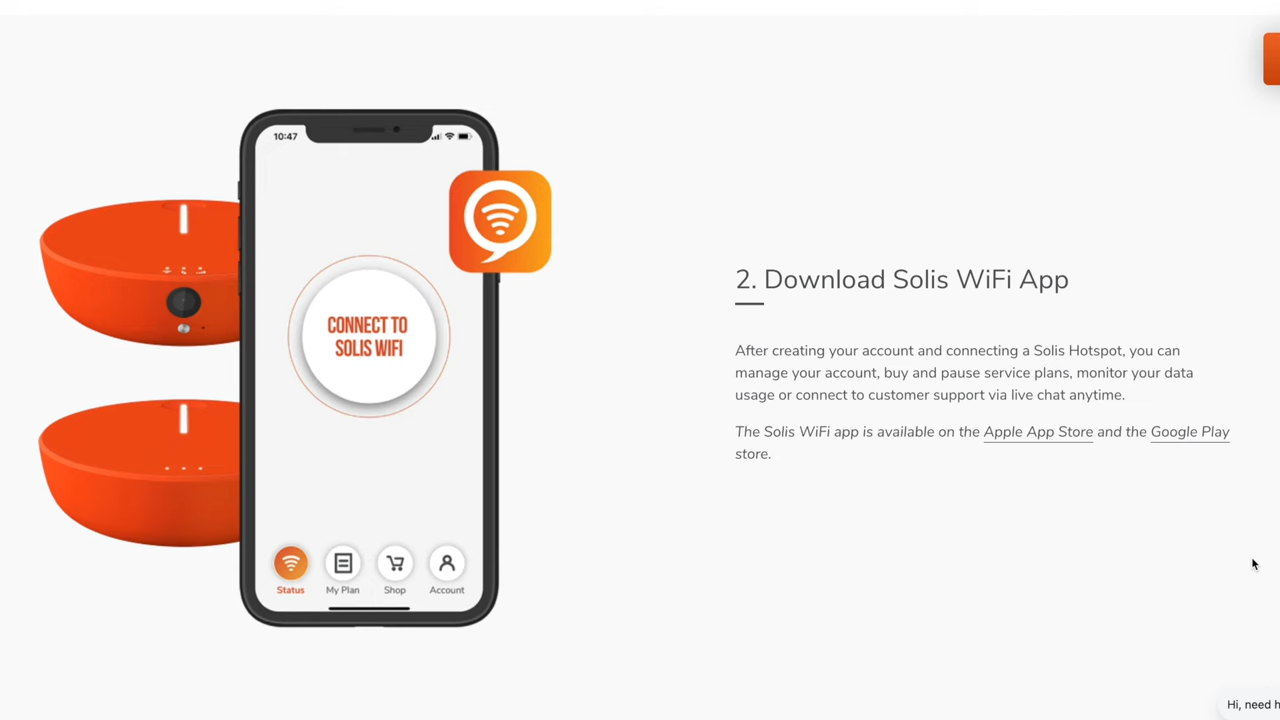 10:47
CONNECT TO
SOLIS WIFI
Status
My Plan
Shop
Account
2. Download Solis WiFi App
After creating your account and connecting a Solis Hotspot, you can
manage your account, buy and pause service plans, monitor your data
usage or connect to customer support via live chat anytime.
The Solis WiFi app is available on the Apple App Store and the Google Play
store.
Hi, need